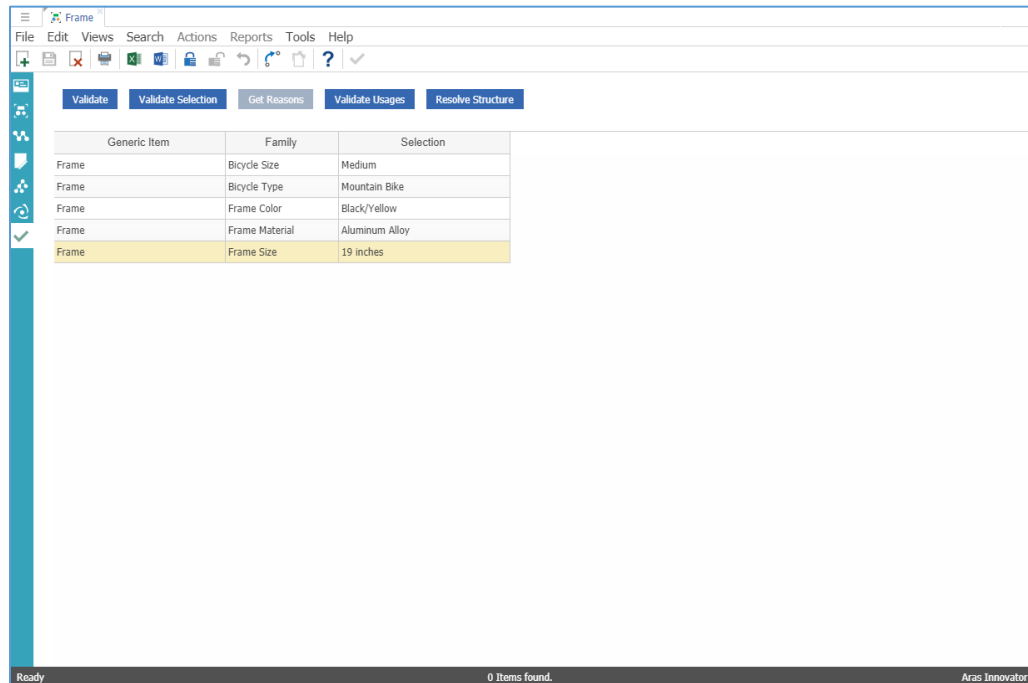 Frame
File Edit Views Search Actions Reports Tools Help
Validate Validate Selection Get Reasons Validate Usages Resolve Structure
Generic Item Family Selection
Frame Bicycle Size Medium
Frame Bicycle Type Mountain Bike
Frame Frame Color Black/Yellow
Frame Frame Material Aluminum Alloy
Frame Frame Size 19 inches
Ready 0 Items found. Aras Innovator